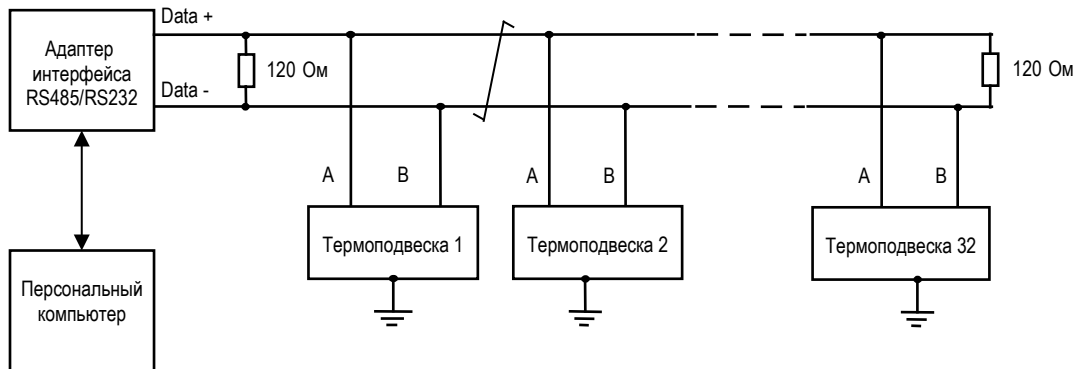 Data +
Адаптер
интерфейса
RS485/RS232
Data -
120 Ом
120 Ом
A
B
A
B
A
B
Термоподвеска 1
Термоподвеска 2
Термоподвеска 32
Персональный
компьютер